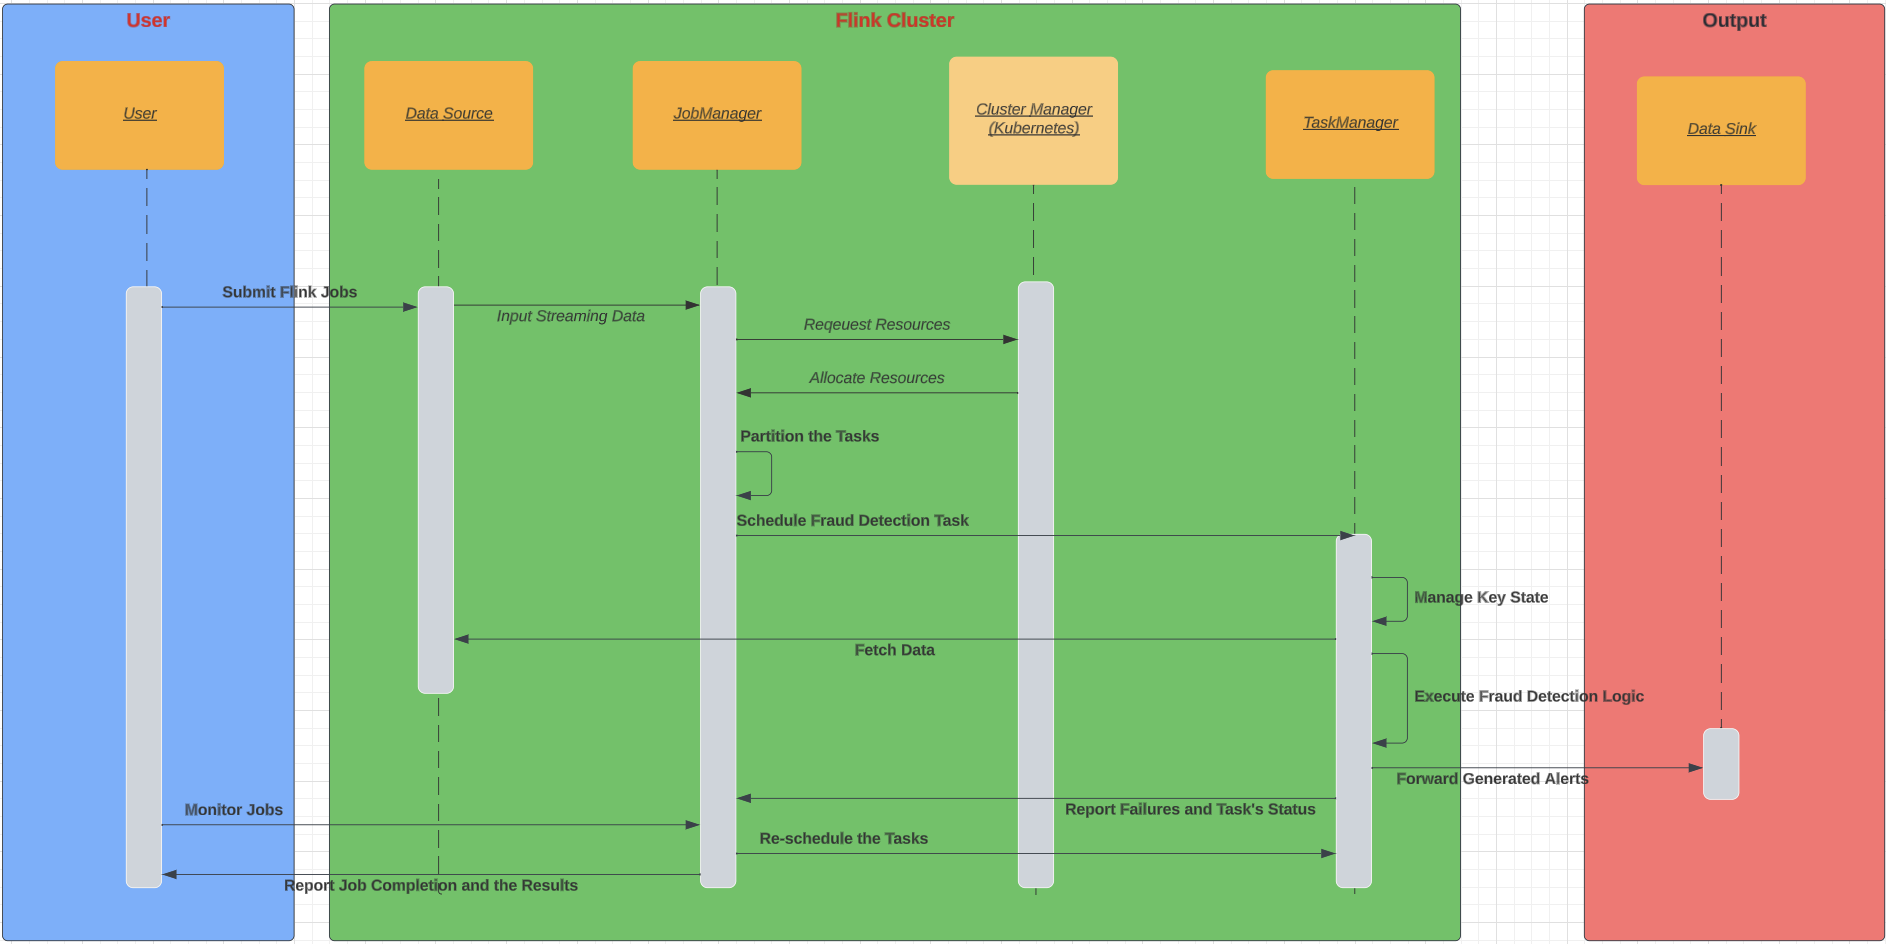 User
Flink Cluster
Output
User
Data Source
JobManager
Cluster Manager
(Kubernetes)
TaskManager
Data Sink
Submit Flink Jobs
Input Streaming Data
Reqeuest Resources
Allocate Resources
Partition the Tasks
Schedule Fraud Detection Task
Manage Key State
Fetch Data
Execute Fraud Detection Logic
Forward Generated Alerts
Report Failures and Task's Status
Monitor Jobs
Re-schedule the Tasks
Report Job Completion and the Results